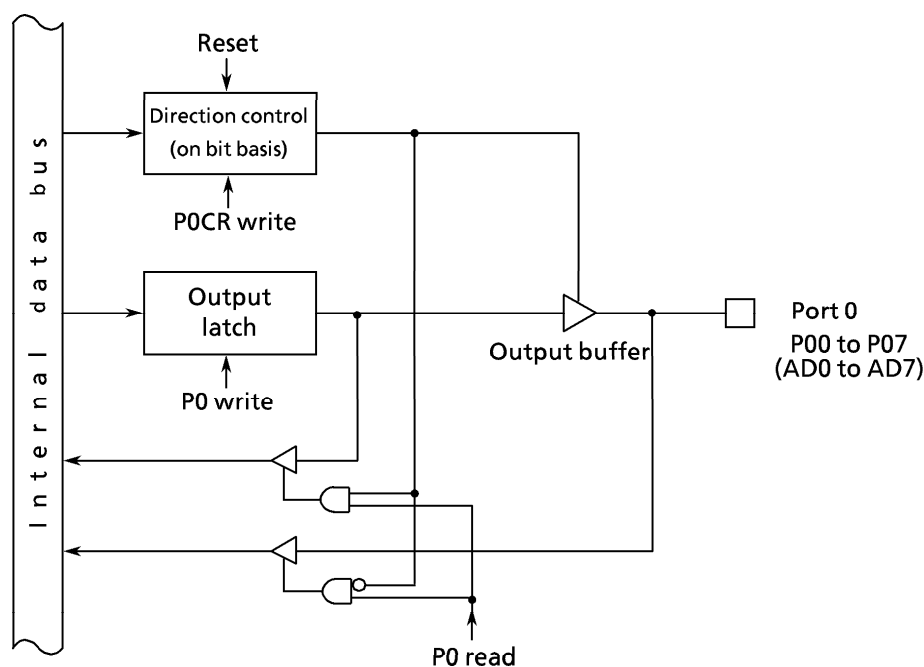 Reset
Direction control
(on bit basis)
P0CR write
Internal data bus
Output
latch
P0 write
Output buffer
Port 0
P00 to P07
(AD0 to AD7)
P0 read